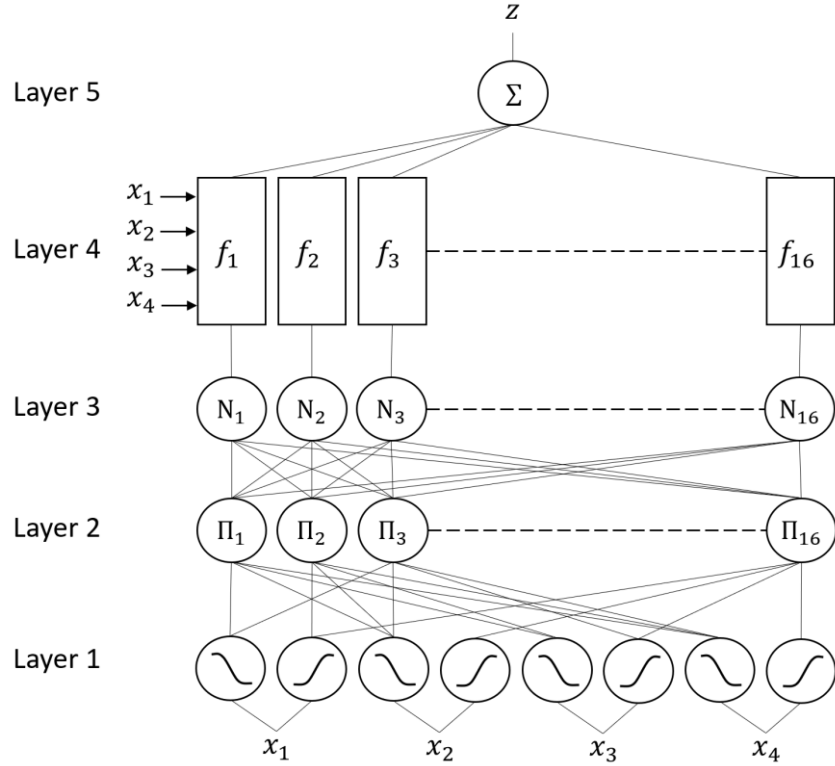 z
Layer 5
Σ
x₁
x₂
x₃
x₄
Layer 4
f₁ f₂ f₃ f₁₆
Layer 3
N₁ N₂ N₃ N₁₆
Layer 2
Π₁ Π₂ Π₃ Π₁₆
Layer 1
x₁ x₂ x₃ x₄